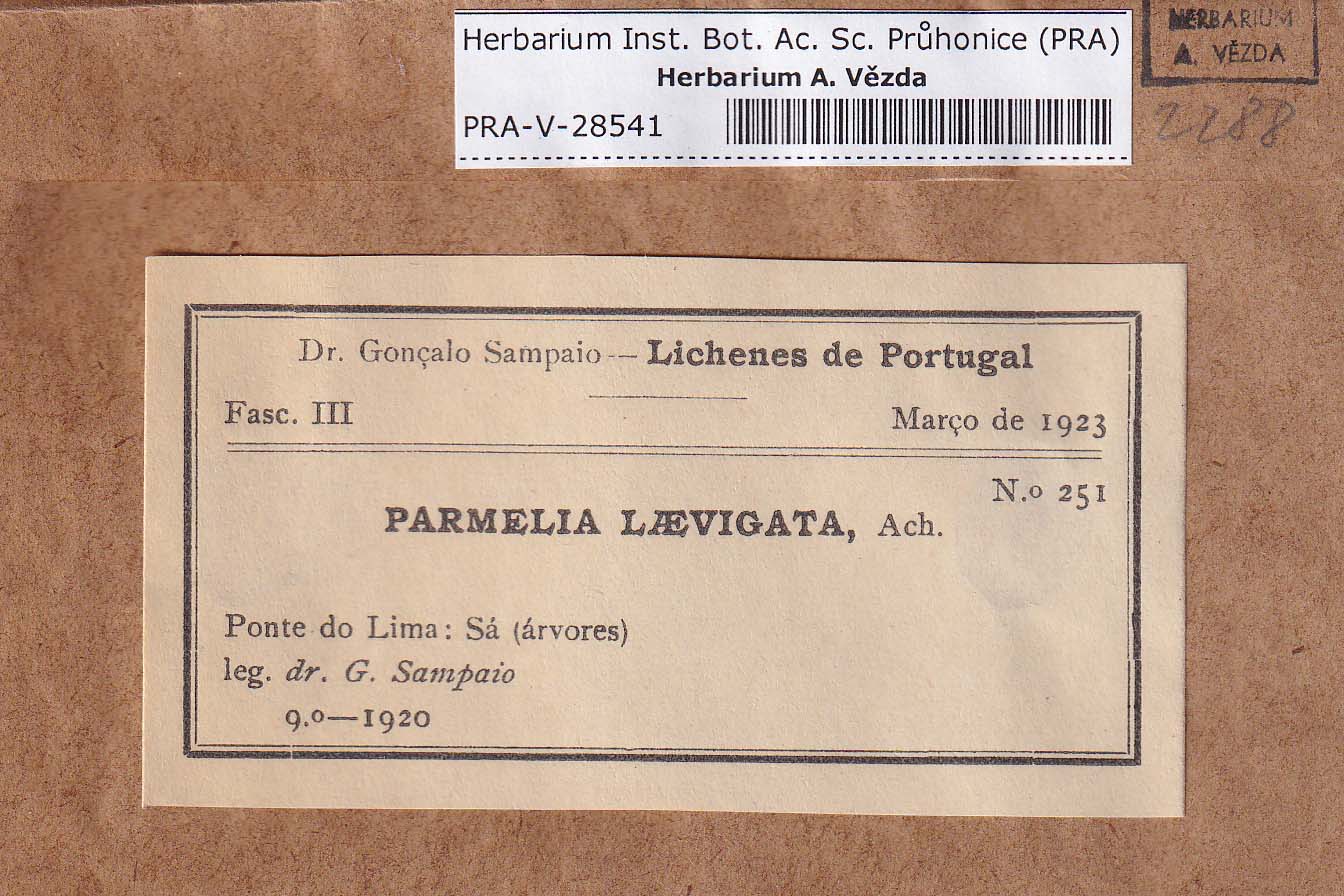 Herbarium Inst. Bot. Ac. Sc. Průhonice (PRA)
Herbarium A. Vězda
PRA-V-28541
HERBARIUM
A. VĚZDA
2288
Dr. Gonçalo Sampaio — Lichenes de Portugal
Fasc. III Março de 1923
N.º 251
PARMELIA LÆVIGATA, Ach.
Ponte do Lima: Sá (árvores)
leg. dr. G. Sampaio
9.º—1920